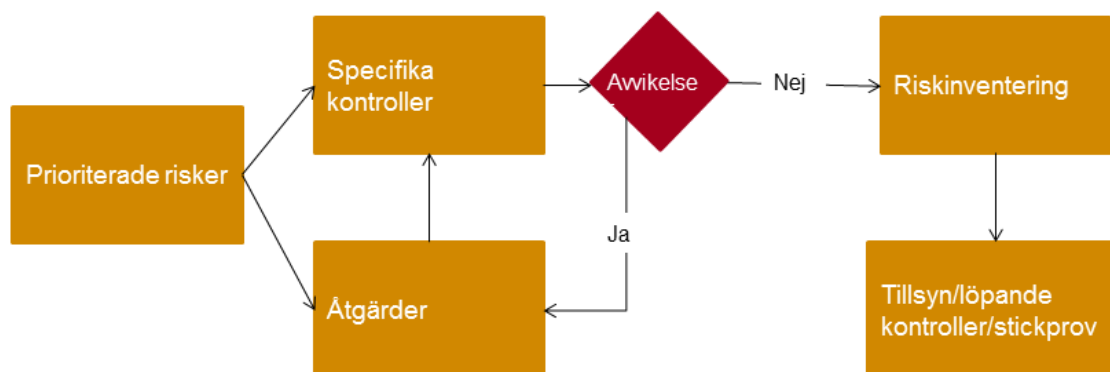 Prioriterade risker
Specifika
kontroller
Avvikelse
Nej
Riskinventering
Ja
Åtgärder
Tillsyn/löpande
kontroller/stickprov